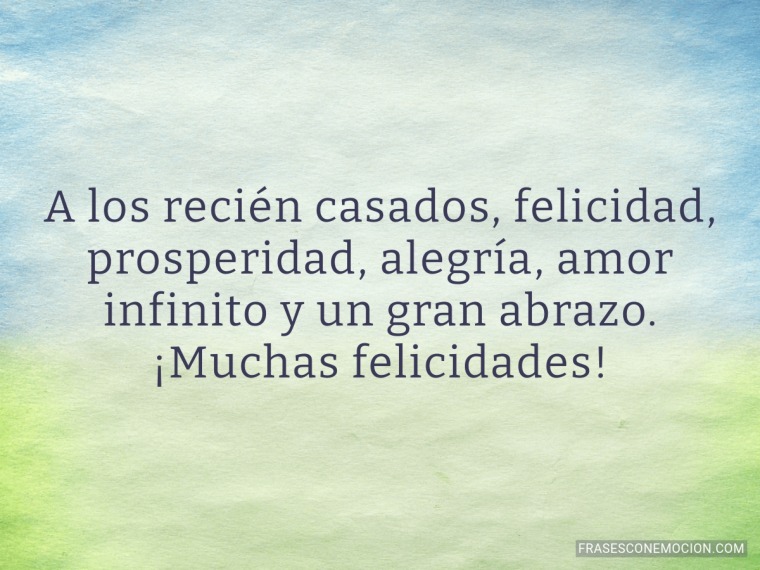 A los recién casados, felicidad,
prosperidad, alegría, amor
infinito y un gran abrazo.
¡Muchas felicidades!
FRASESCONEMOCION.COM